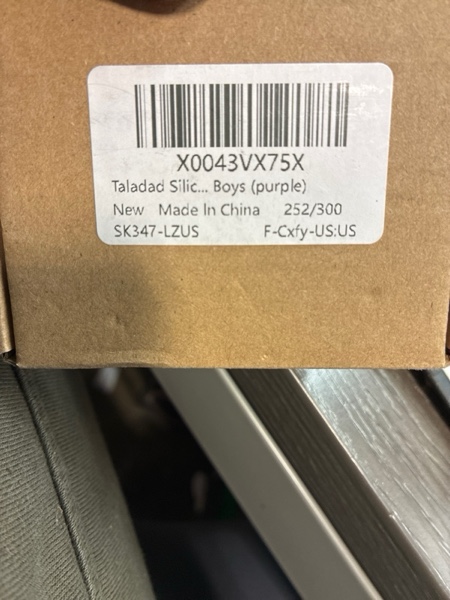 X0043VX75X
Taladad Silic... Boys (purple)
New Made In China 252/300
SK347-LZUS F-Cxfy-US:US